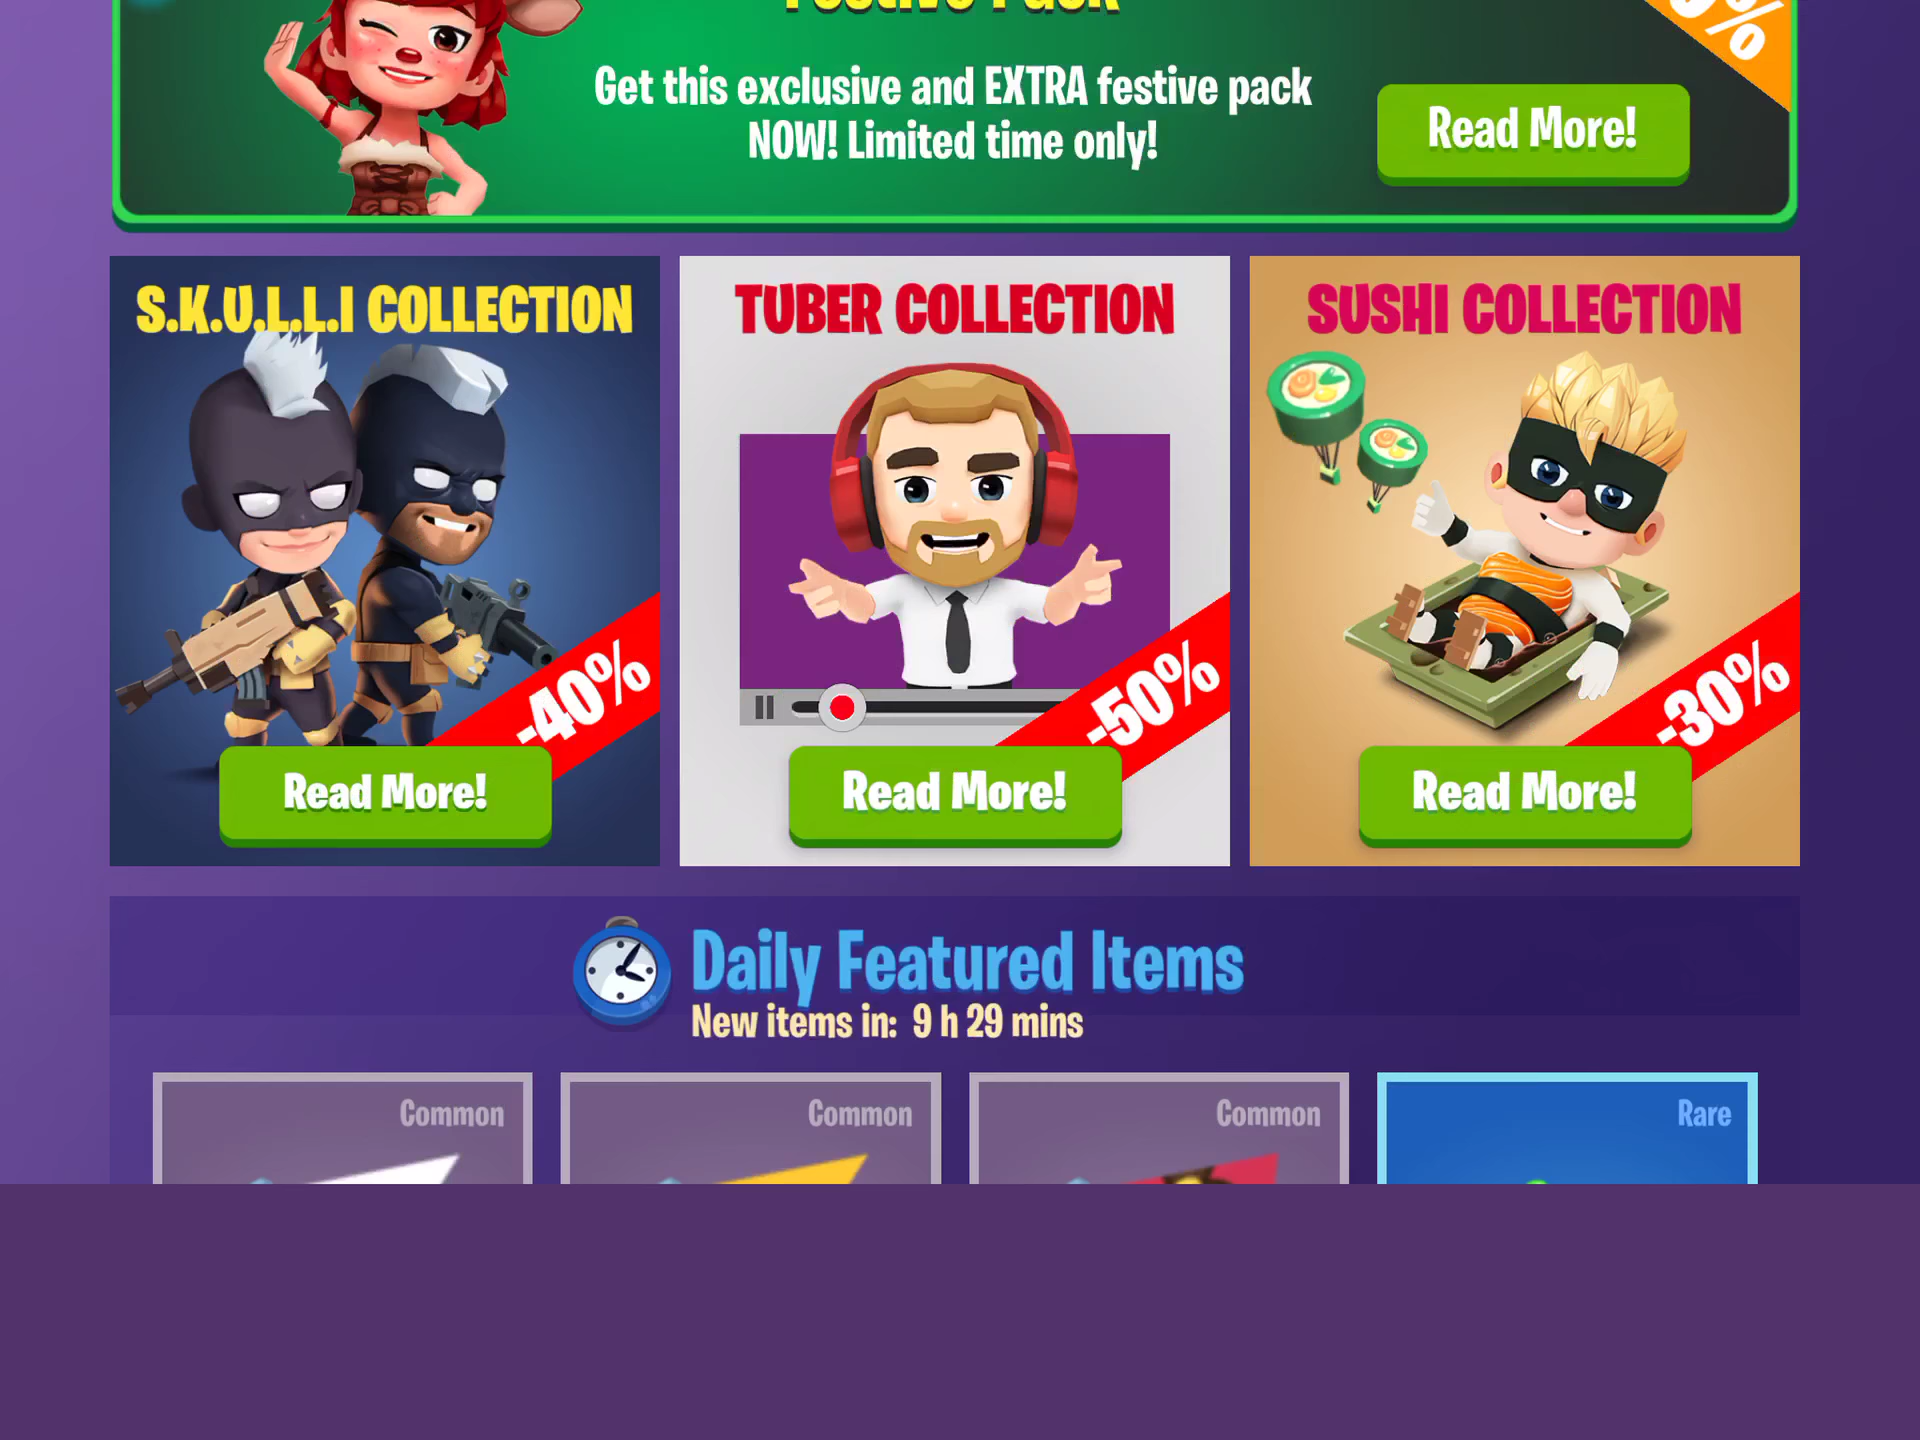 Festive Pack
Get this exclusive and EXTRA festive pack
NOW! Limited time only!
Read More!
S.K.U.L.L.I COLLECTION
-40%
Read More!
TUBER COLLECTION
-50%
Read More!
SUSHI COLLECTION
-30%
Read More!
Daily Featured Items
New items in: 9 h 29 mins
Common
Common
Common
Rare